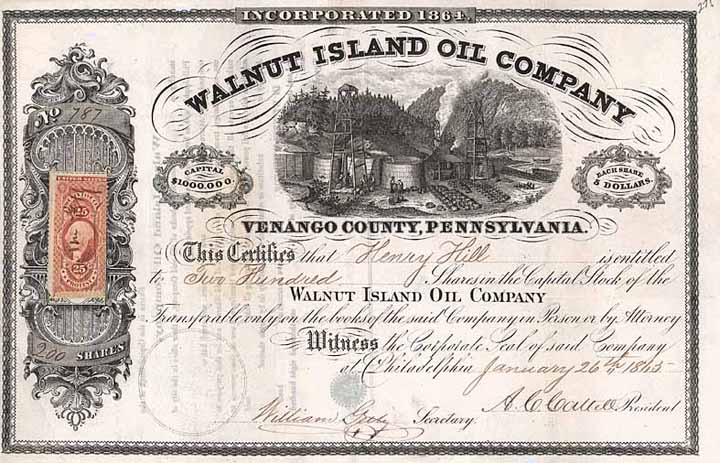 INCORPORATED 1864.
WALNUT ISLAND OIL COMPANY
No 787
CAPITAL
$1000.000.
EACH SHARE
5 DOLLARS.
VENANGO COUNTY, PENNSYLVANIA.
25
25
This Certifies that Henry Hill is entitled
to Two Hundred Shares in the Capital Stock of the
WALNUT ISLAND OIL COMPANY
Transferable only on the books of the said Company in Person or by Attorney
200 SHARES
Witness the Corporate Seal of said Company
at Philadelphia January 26th 1865
William Secretary.
A. C. President